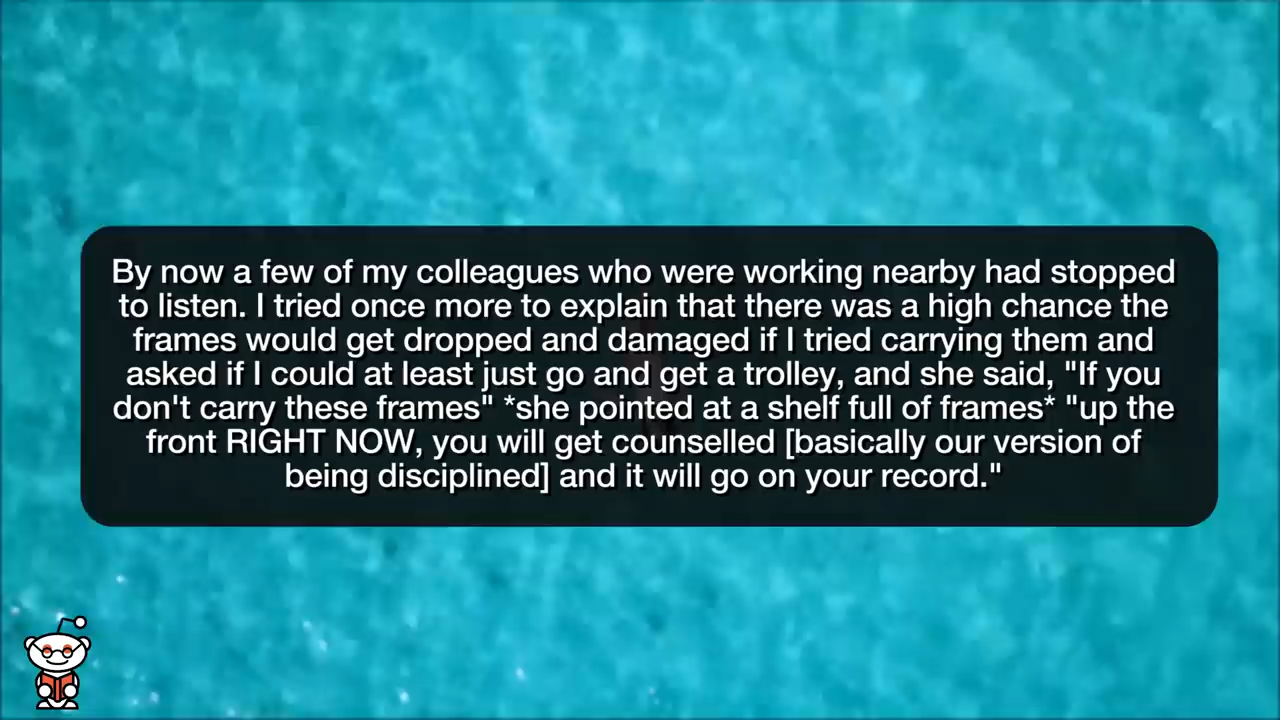 By now a few of my colleagues who were working nearby had stopped
to listen. I tried once more to explain that there was a high chance the
frames would get dropped and damaged if I tried carrying them and
asked if I could at least just go and get a trolley, and she said, "If you
don't carry these frames" *she pointed at a shelf full of frames* "up the
front RIGHT NOW, you will get counselled [basically our version of
being disciplined] and it will go on your record."